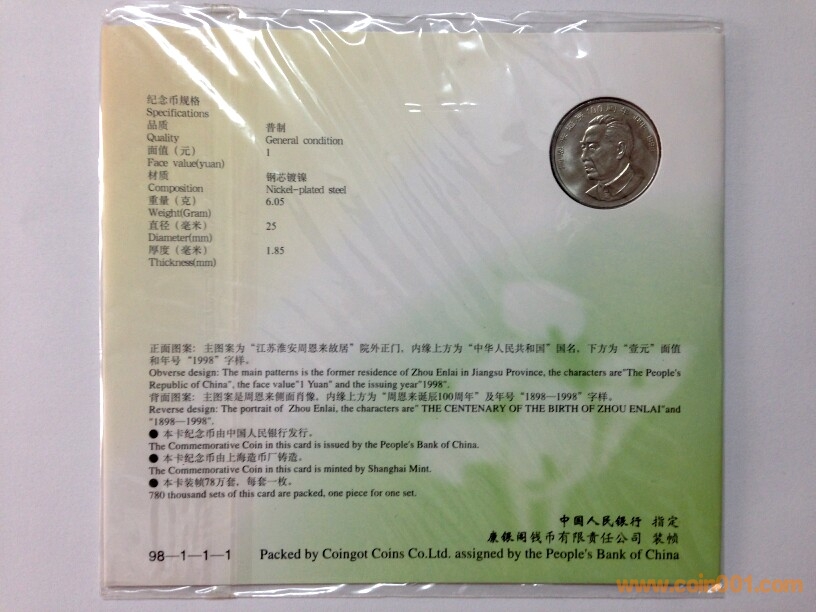 纪念币规格
Specifications
品质 普制
Quality General condition
面值（元） 1
Face value(yuan)
材质 钢芯镀镍
Composition Nickel-plated steel
重量（克） 6.05
Weight(Gram)
直径（毫米） 25
Diameter(mm)
厚度（毫米） 1.85
Thickness(mm)
正面图案：主图案为“江苏淮安周恩来故居”院外正门，内缘上方为“中华人民共和国”国名，下方为“壹元”面值
和年号“1998”字样。
Obverse design: The main patterns is the former residence of Zhou Enlai in Jiangsu Province, the characters are"The People's
Republic of China", the face value"1 Yuan" and the issuing year"1998".
背面图案：主图案是周恩来侧面肖像，内缘上方为“周恩来诞辰100周年”及年号“1898—1998”字样。
Reverse design: The portrait of Zhou Enlai, the characters are" THE CENTENARY OF THE BIRTH OF ZHOU ENLAI"and
"1898—1998".
● 本卡纪念币由中国人民银行发行。
The Commemorative Coin in this card is issued by the People's Bank of China.
● 本卡纪念币由上海造币厂铸造。
The Commemorative Coin in this card is minted by Shanghai Mint.
● 本卡装帧78万套，每套一枚。
780 thousand sets of this card are packed, one piece for one set.
中国人民银行 指定
康银阁钱币有限责任公司 装帧
98—1—1—1 Packed by Coingot Coins Co.Ltd. assigned by the People's Bank of China
www.coin001.com